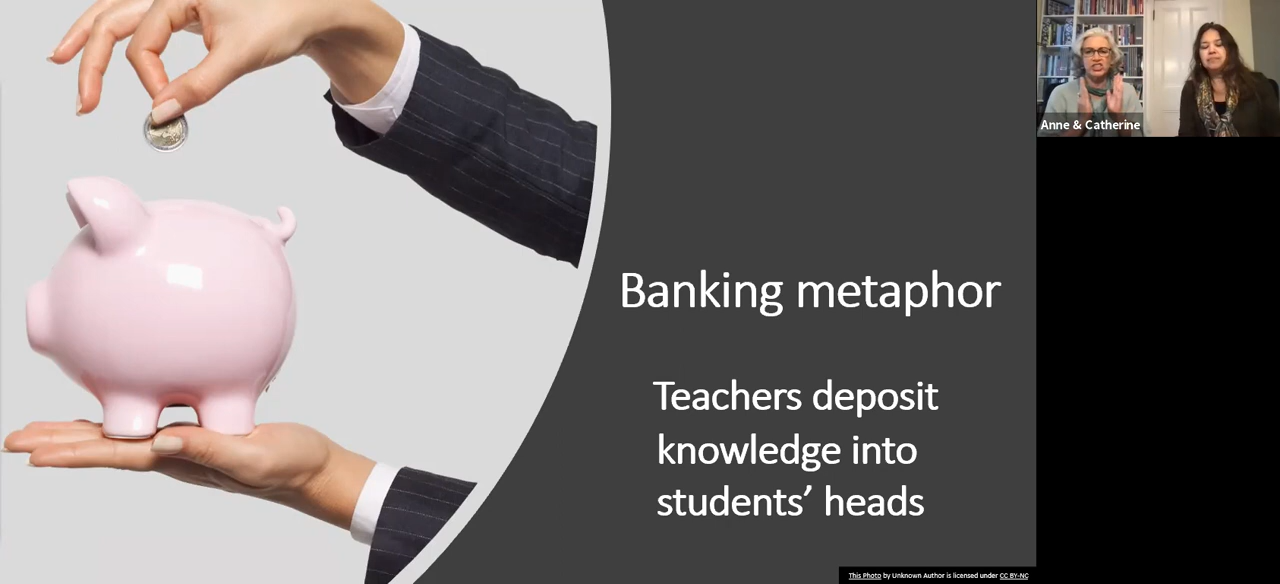 Anne & Catherine
Banking metaphor
Teachers deposit
knowledge into
students’ heads
This Photo by Unknown Author is licensed under CC BY-NC